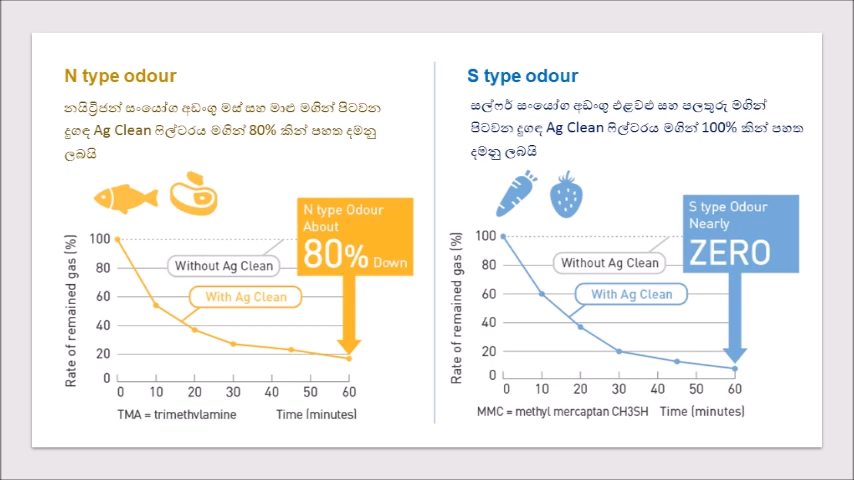 N type odour
නයිට්‍රිජන් සංයෝග අඩංගු මස් සහ මාළු මගින් පිටවන
දුගඳ Ag Clean ෆිල්ටරය මගින් 80% කින් පහත දමනු
ලබයි
N type Odour
About
80% Down
Rate of remained gas (%)
100
80
60
40
20
0
Without Ag Clean
With Ag Clean
0 10 20 30 40 50 60
TMA = trimethylamine Time (minutes)
S type odour
සල්ෆර් සංයෝග අඩංගු එළවළු සහ පලතුරු මගින්
පිටවන දුගඳ Ag Clean ෆිල්ටරය මගින් 100% කින් පහත
දමනු ලබයි
S type Odour
Nearly
ZERO
Rate of remained gas (%)
100
80
60
40
20
0
Without Ag Clean
With Ag Clean
0 10 20 30 40 50 60
MMC = methyl mercaptan CH3SH Time (minutes)